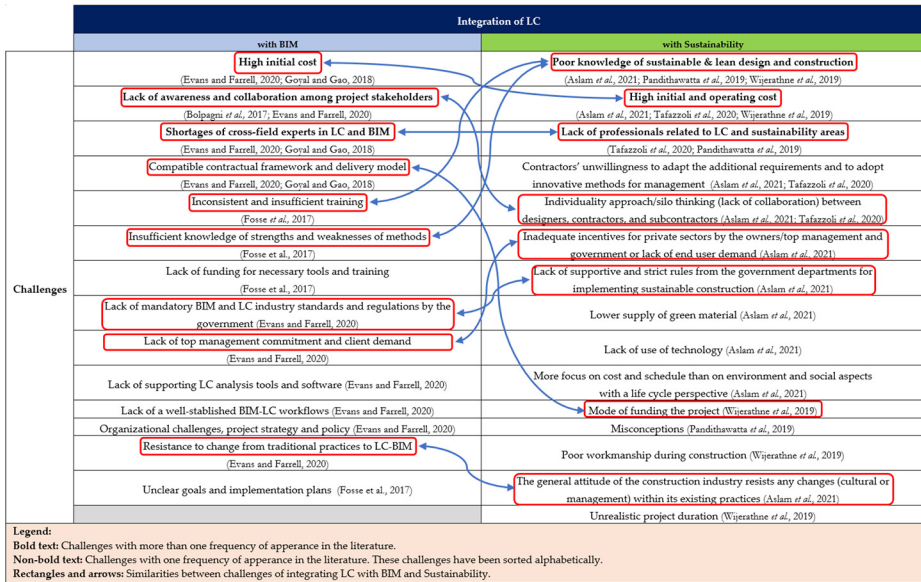 Integration of LC
with BIM
with Sustainability
Challenges
High initial cost
(Evans and Farrell, 2020; Goyal and Gao, 2018)
Lack of awareness and collaboration among project stakeholders
(Bolpagni et al., 2017; Evans and Farrell, 2020)
Shortages of cross-field experts in LC and BIM
(Evans and Farrell, 2020; Goyal and Gao, 2018)
Compatible contractual framework and delivery model
(Evans and Farrell, 2020; Goyal and Gao, 2018)
Inconsistent and insufficient training
(Fosse et al., 2017)
Insufficient knowledge of strengths and weaknesses of methods
(Fosse et al., 2017)
Lack of funding for necessary tools and training
(Fosse et al., 2017)
Lack of mandatory BIM and LC industry standards and regulations by the
government (Evans and Farrell, 2020)
Lack of top management commitment and client demand
(Evans and Farrell, 2020)
Lack of supporting LC analysis tools and software (Evans and Farrell, 2020)
Lack of a well-stablished BIM-LC workflows (Evans and Farrell, 2020)
Organizational challenges, project strategy and policy (Evans and Farrell, 2020)
Resistance to change from traditional practices to LC-BIM
(Evans and Farrell, 2020)
Unclear goals and implementation plans (Fosse et al., 2017)
Poor knowledge of sustainable & lean design and construction
(Aslam et al., 2021; Pandithawatta et al., 2019; Wijerathne et al., 2019)
High initial and operating cost
(Aslam et al., 2021; Tafazzoli et al., 2020; Wijerathne et al., 2019)
Lack of professionals related to LC and sustainability areas
(Tafazzoli et al., 2020; Pandithawatta et al., 2019)
Contractors' unwillingness to adapt the additional requirements and to adopt
innovative methods for management (Aslam et al., 2021; Tafazzoli et al., 2020)
Individuality approach/silo thinking (lack of collaboration) between
designers, contractors, and subcontractors (Aslam et al., 2021; Tafazzoli et al., 2020)
Inadequate incentives for private sectors by the owners/top management and
government or lack of end user demand (Aslam et al., 2021)
Lack of supportive and strict rules from the government departments for
implementing sustainable construction (Aslam et al., 2021)
Lower supply of green material (Aslam et al., 2021)
Lack of use of technology (Aslam et al., 2021)
More focus on cost and schedule than on environment and social aspects
with a life cycle perspective (Aslam et al., 2021)
Mode of funding the project (Wijerathne et al., 2019)
Misconceptions (Pandithawatta et al., 2019)
Poor workmanship during construction (Wijerathne et al., 2019)
The general attitude of the construction industry resists any changes (cultural or
management) within its existing practices (Aslam et al., 2021)
Unrealistic project duration (Wijerathne et al., 2019)
Legend:
Bold text: Challenges with more than one frequency of apperance in the literature.
Non-bold text: Challenges with one frequency of apperance in the literature. These challenges have been sorted alphabetically.
Rectangles and arrows: Similarities between challenges of integrating LC with BIM and Sustainability.